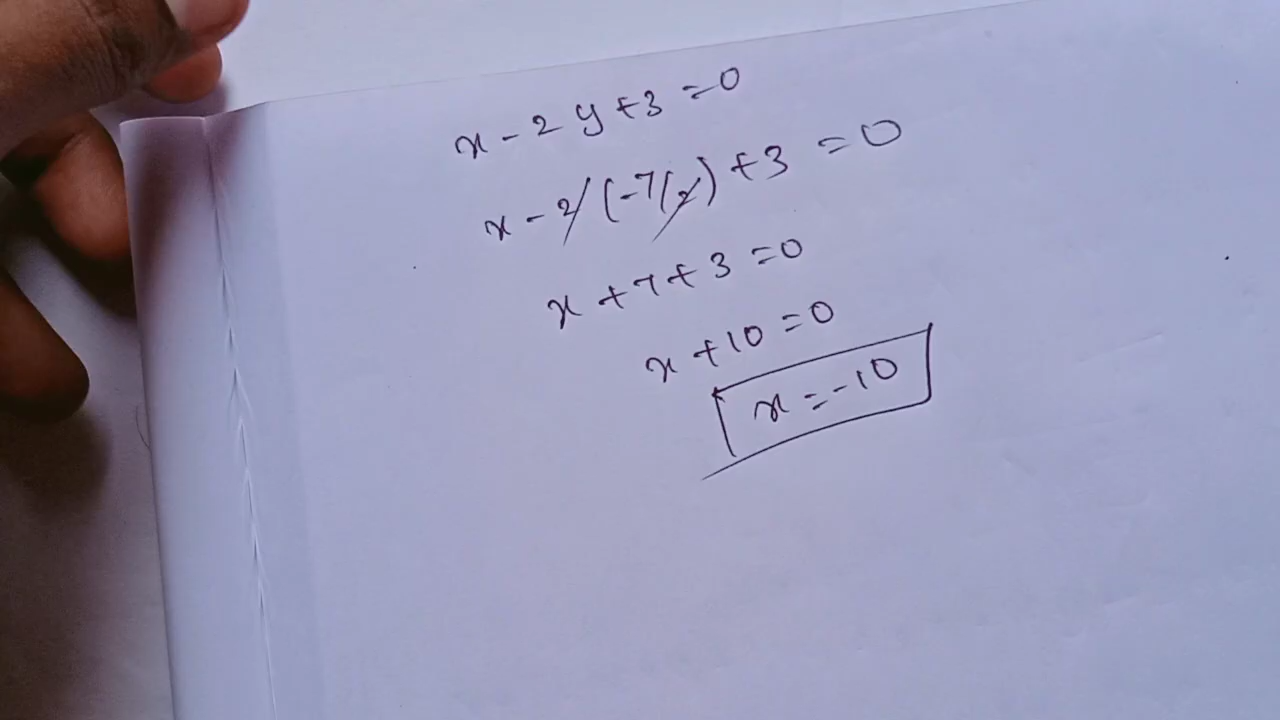 x - 2y + 3 = 0
x - 2(-7/2) + 3 = 0
x + 7 + 3 = 0
x + 10 = 0
x = -10